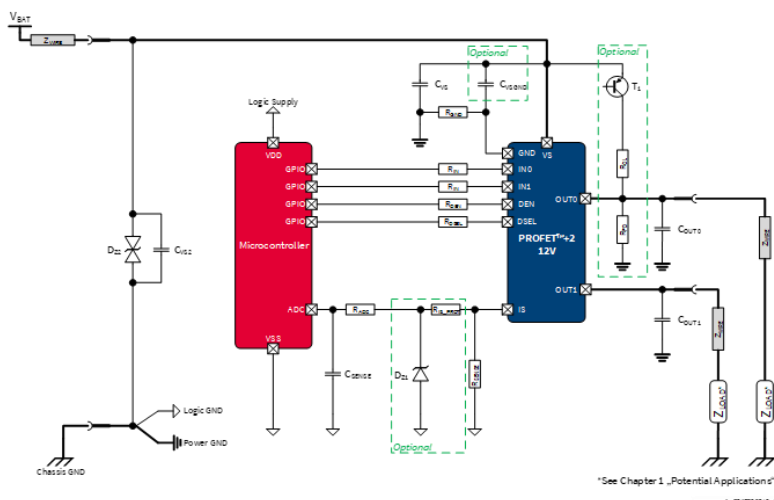 VBAT
ZWIRE
Optional
Optional
CVS
CVSGND
T1
Logic Supply
RGND
VDD
GND
VS
GPIO
RIN
IN0
ROL
GPIO
RIN
IN1
GPIO
RDEN
DEN
OUT0
GPIO
RDSEL
DSEL
Microcontroller
PROFET™+2
12V
RPD
COUT0
ZWIRE
DZ2
CVS2
OUT1
ADC
RADC
RIS_PROT
IS
COUT1
ZWIRE
VSS
CSENSE
DZ1
RSENSE
ZLOAD*
ZLOAD*
Logic GND
Optional
Power GND
Chassis GND
*See Chapter 1 „Potential Applications"